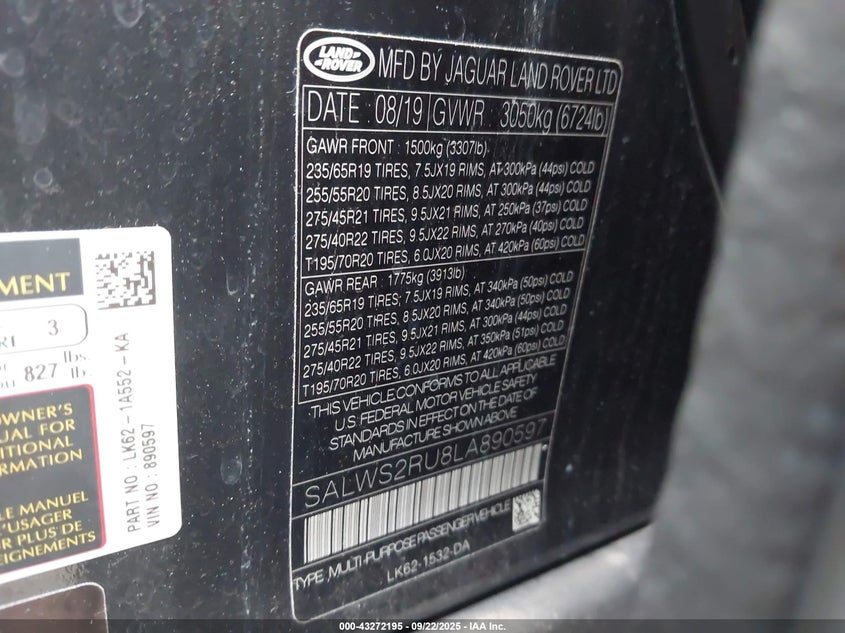 LAND ROVER
MFD BY JAGUAR LAND ROVER LTD
DATE 08/19 GVWR : 3050kg (6724lb)
GAWR FRONT : 1500kg (3307lb)
235/65R19 TIRES, 7.5JX19 RIMS, AT 300kPa (44psi) COLD
255/55R20 TIRES, 8.5JX20 RIMS, AT 300kPa (44psi) COLD
275/45R21 TIRES, 9.5JX21 RIMS, AT 250kPa (37psi) COLD
275/40R22 TIRES, 9.5JX22 RIMS, AT 270kPa (40psi) COLD
T195/70R20 TIRES, 6.0JX20 RIMS, AT 420kPa (60psi) COLD
GAWR REAR : 1775kg (3913lb)
235/65R19 TIRES, 7.5JX19 RIMS, AT 340kPa (50psi) COLD
255/55R20 TIRES, 8.5JX20 RIMS, AT 340kPa (50psi) COLD
275/45R21 TIRES, 9.5JX21 RIMS, AT 300kPa (44psi) COLD
275/40R22 TIRES, 9.5JX22 RIMS, AT 350kPa (51psi) COLD
T195/70R20 TIRES, 6.0JX20 RIMS, AT 420kPa (60psi) COLD
THIS VEHICLE CONFORMS TO ALL APPLICABLE
U.S. FEDERAL MOTOR VEHICLE SAFETY
STANDARDS IN EFFECT ON THE DATE OF
MANUFACTURE SHOWN ABOVE
SALWS2RU8LA890597
TYPE : MULTI-PURPOSE PASSENGER VEHICLE
LK62-1532-DA
MENT
3
lbs.
827 lb.
OWNER'S
UAL FOR
ITIONAL
RMATION
LE MANUEL
'USAGER
R PLUS DE
EIGNEMENTS
PART NO : LK62-1A552-KA
VIN NO : 890597
000-43272195 - 09/22/2025 - IAA Inc.